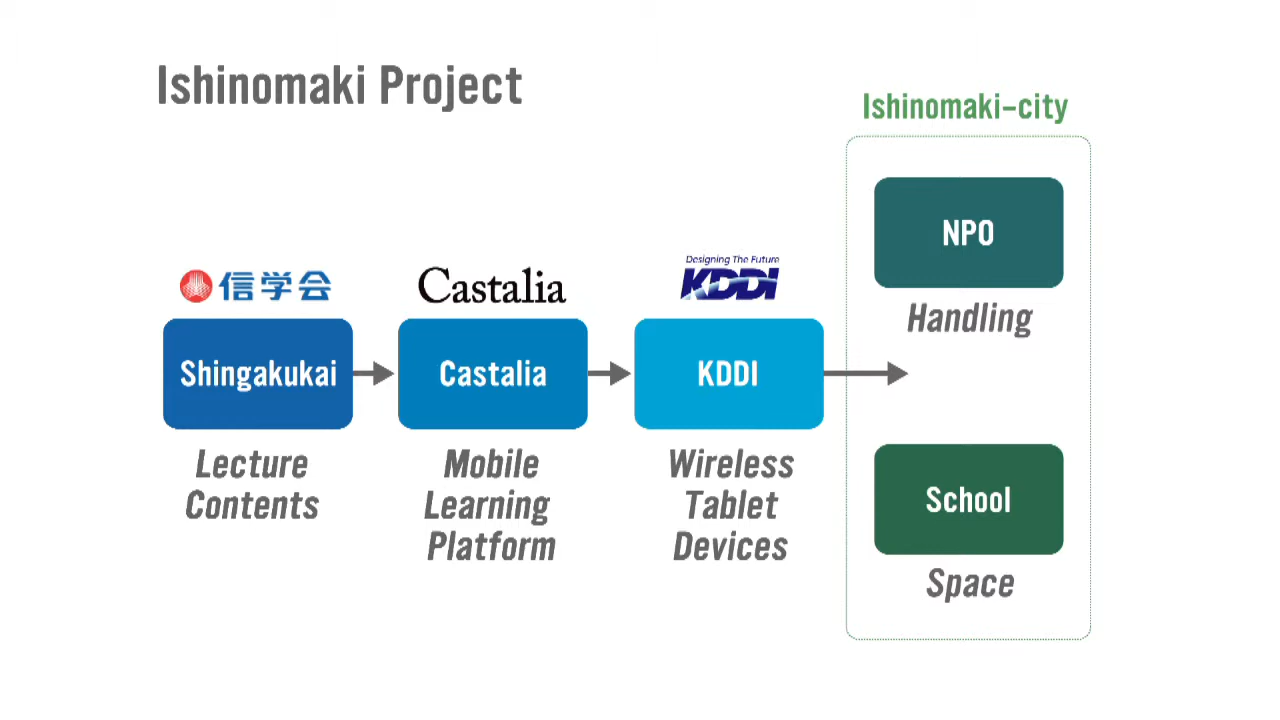 Ishinomaki Project
Ishinomaki-city
NPO
Handling
信学会
Shingakukai
Lecture
Contents
Castalia
Castalia
Mobile
Learning
Platform
Designing The Future
KDDI
KDDI
Wireless
Tablet
Devices
School
Space